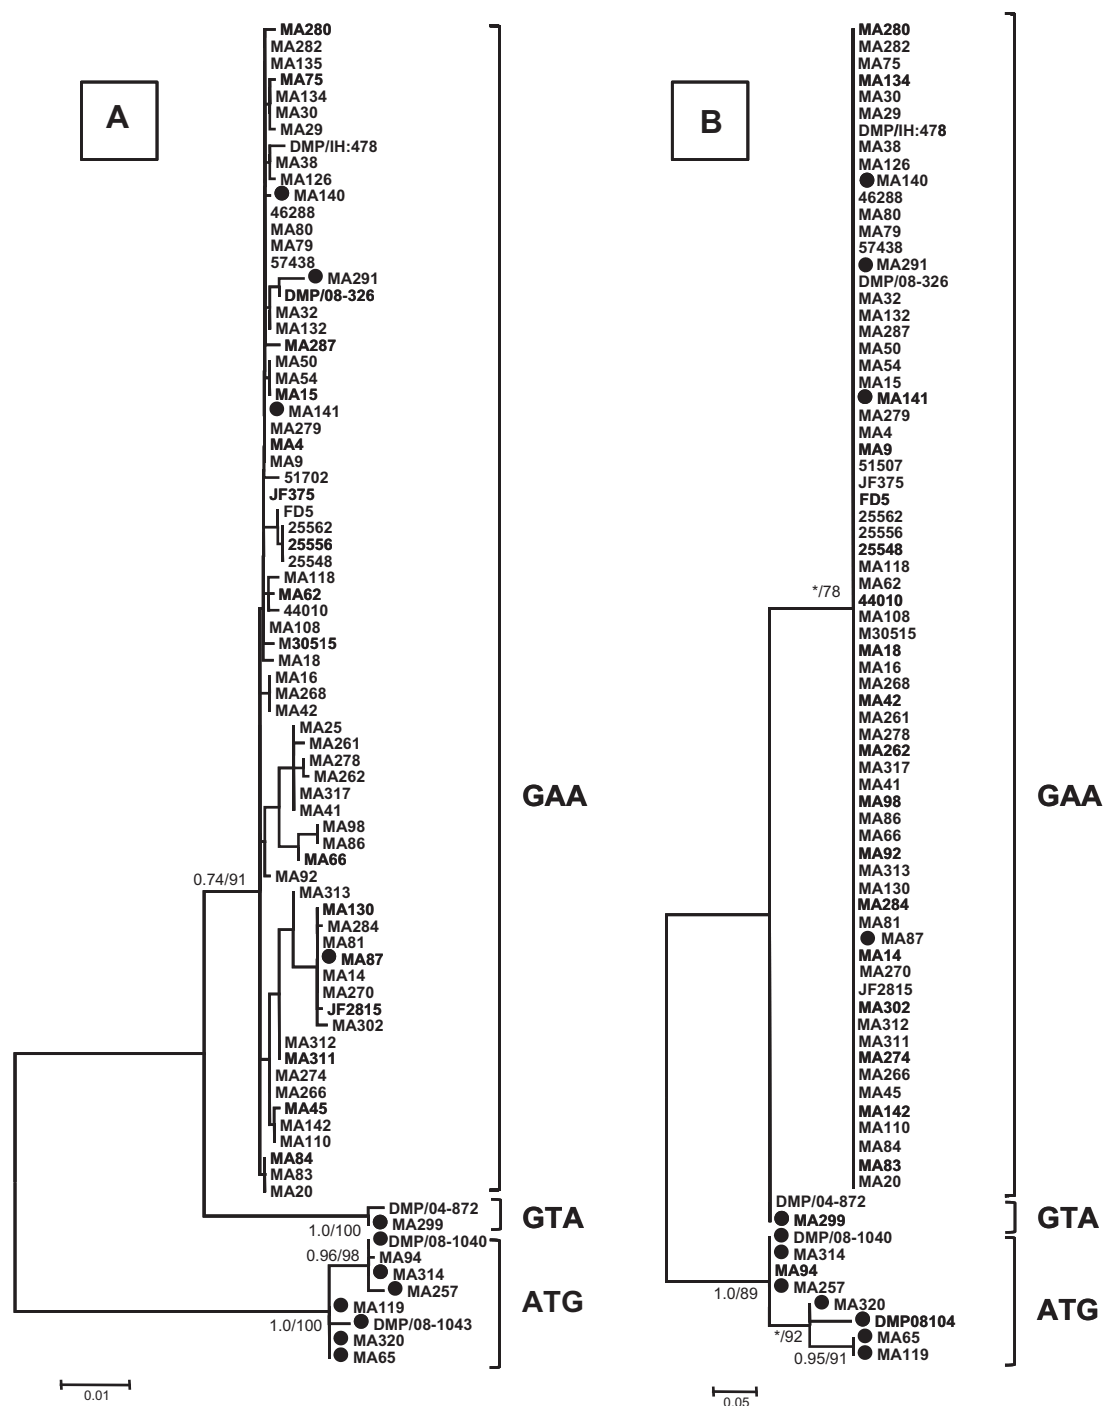 A
MA280
MA282
MA135
MA75
MA134
MA30
MA29
DMP/IH:478
MA38
MA126
MA140
46288
MA80
MA79
57438
MA291
DMP/08-326
MA32
MA132
MA287
MA50
MA54
MA15
MA141
MA279
MA4
MA9
51702
JF375
FD5
25562
25556
25548
MA118
MA62
44010
MA108
M30515
MA18
MA16
MA268
MA42
MA25
MA261
MA278
MA262
MA317
MA41
MA98
MA86
MA66
MA92
0.74/91
MA313
MA130
MA284
MA81
MA87
MA14
MA270
JF2815
MA302
MA312
MA311
MA274
MA266
MA45
MA142
MA110
MA84
MA83
MA20
GAA
DMP/04-872
MA299
1.0/100
GTA
DMP/08-1040
MA94
0.96/98
MA314
MA257
MA119
DMP/08-1043
1.0/100
MA320
MA65
ATG
0.01
B
MA280
MA282
MA75
MA134
MA30
MA29
DMP/IH:478
MA38
MA126
MA140
46288
MA80
MA79
57438
MA291
DMP/08-326
MA32
MA132
MA287
MA50
MA54
MA15
MA141
MA279
MA4
MA9
51507
JF375
FD5
25562
25556
25548
MA118
MA62
*/78
44010
MA108
M30515
MA18
MA16
MA268
MA42
MA261
MA278
MA262
MA317
MA41
MA98
MA86
MA66
MA92
MA313
MA130
MA284
MA81
MA87
MA14
MA270
JF2815
MA302
MA312
MA311
MA274
MA266
MA45
MA142
MA110
MA84
MA83
MA20
GAA
DMP/04-872
MA299
GTA
DMP/08-1040
MA314
MA94
MA257
1.0/89
MA320
DMP08104
*/92
MA65
MA119
0.95/91
ATG
0.05